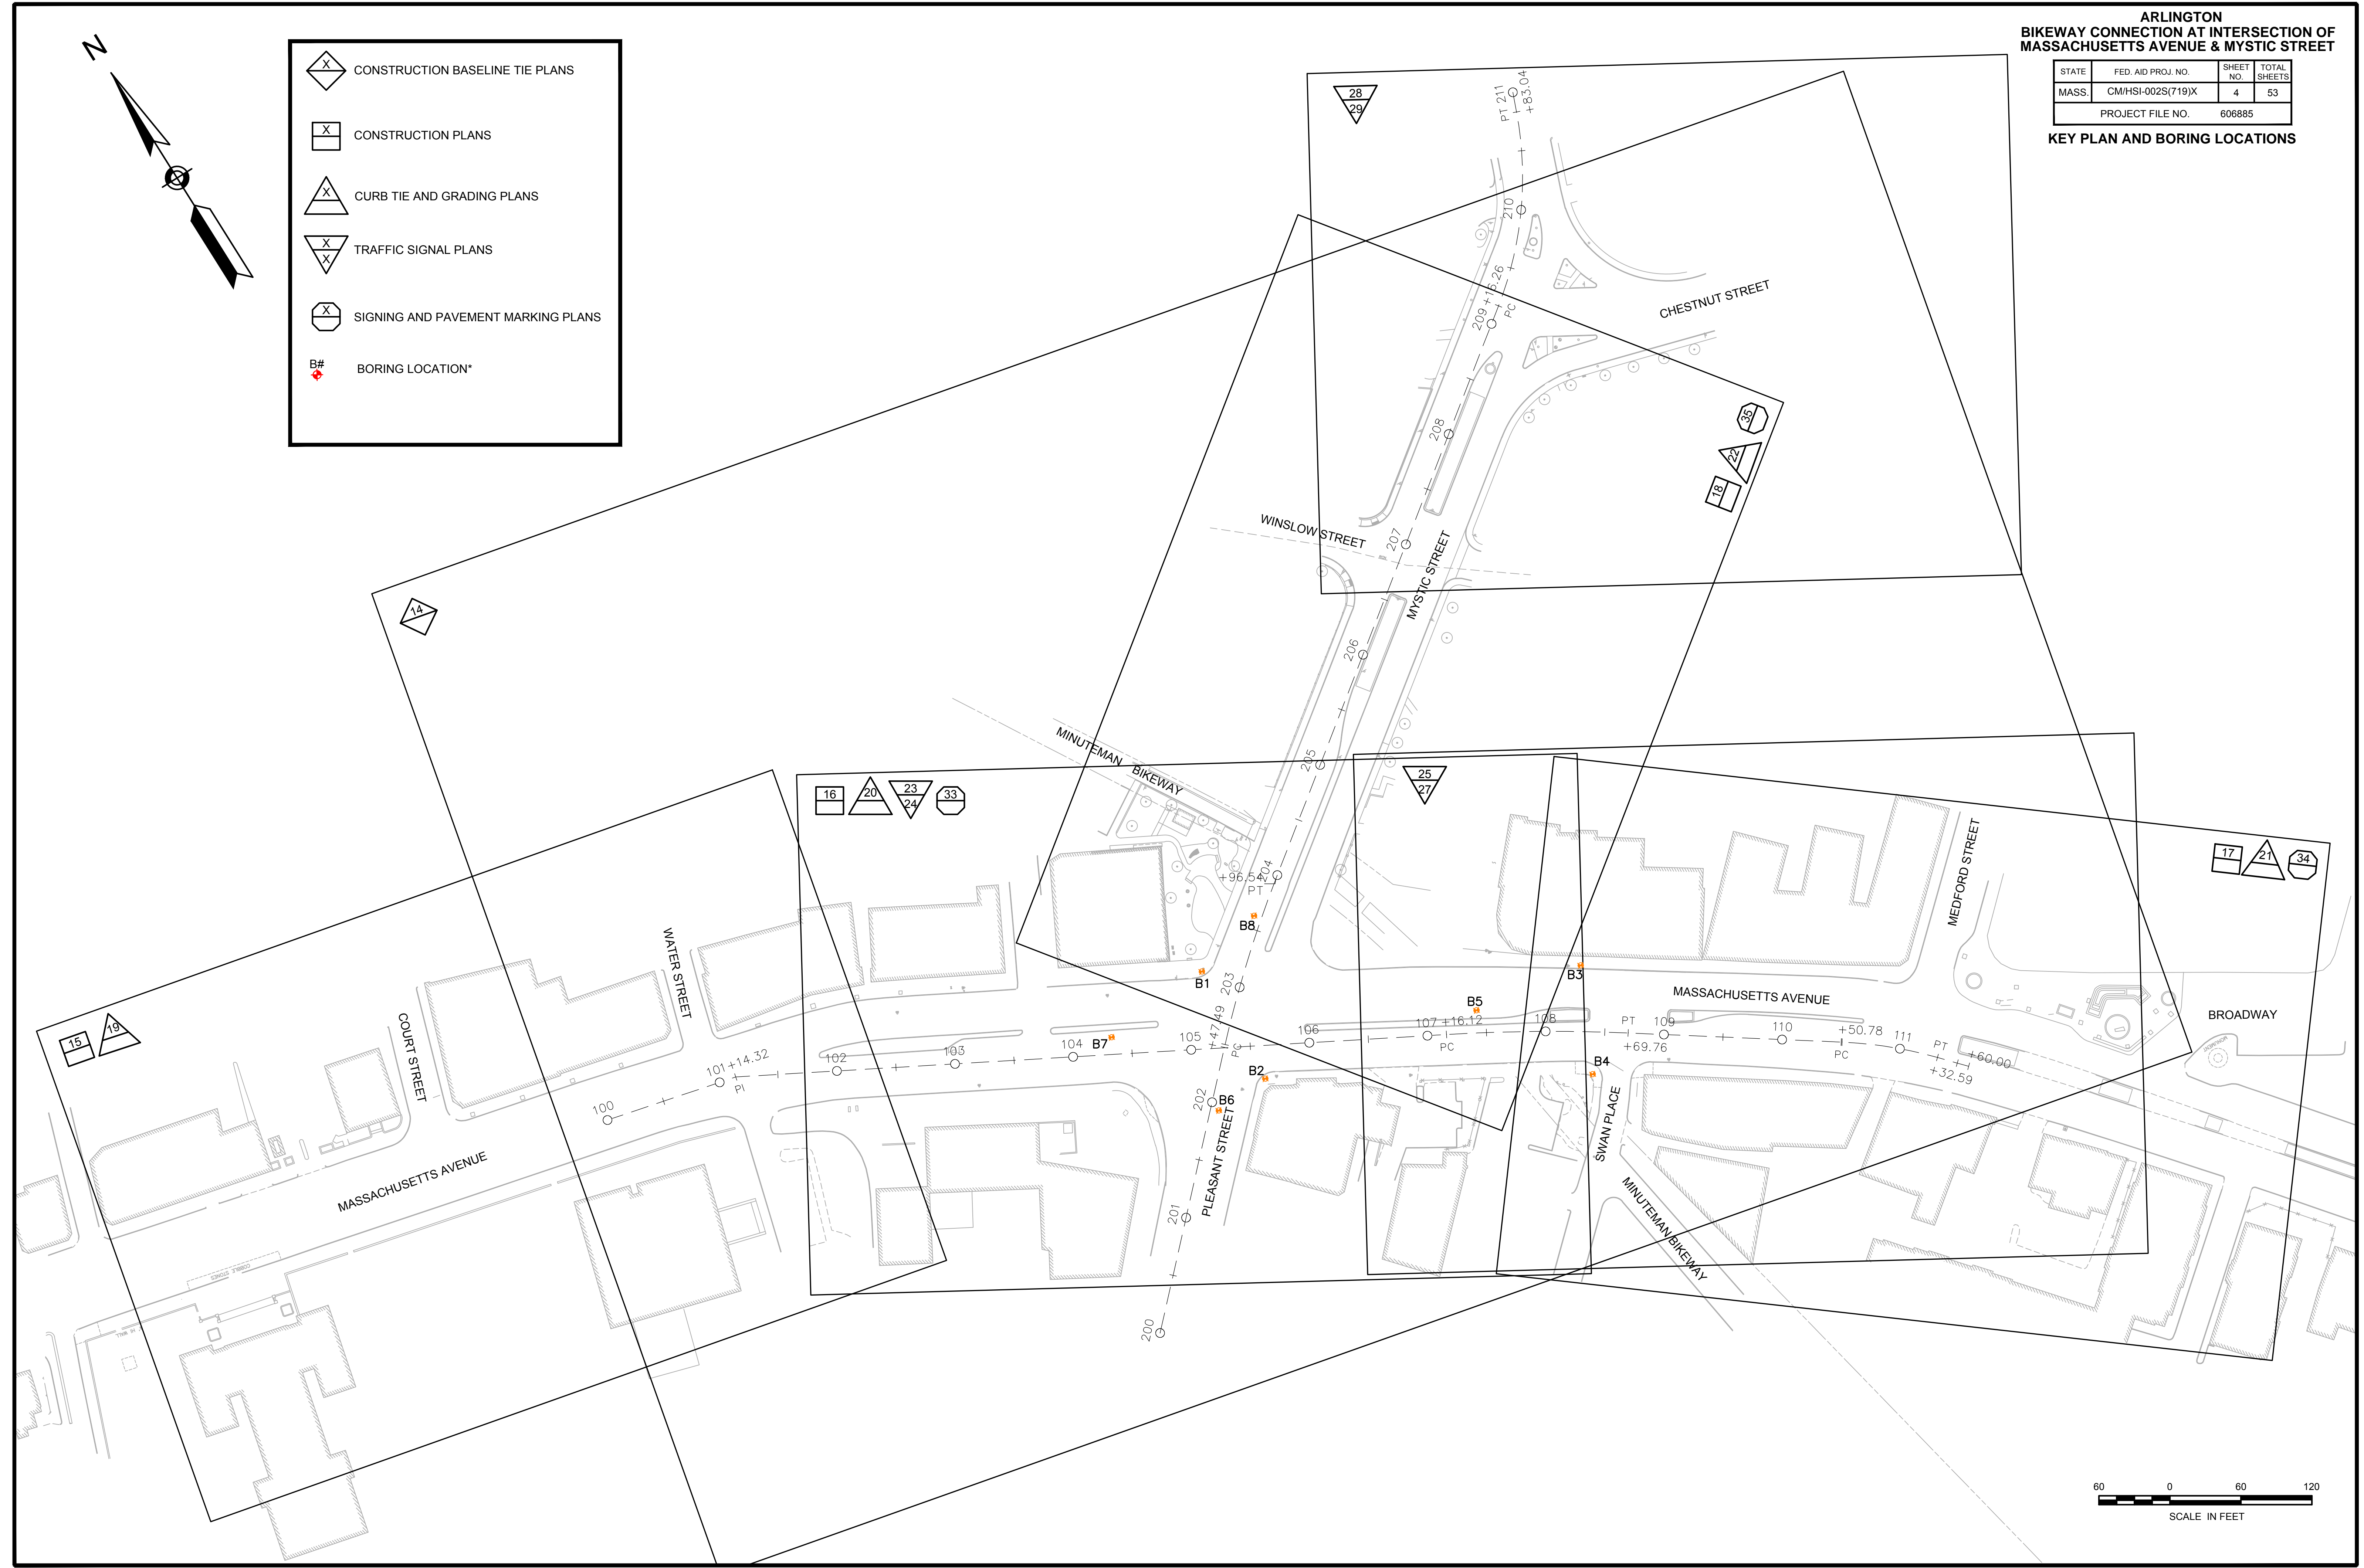 ARLINGTON
BIKEWAY CONNECTION AT INTERSECTION OF
MASSACHUSETTS AVENUE & MYSTIC STREET
STATE FED. AID PROJ. NO. SHEET NO. TOTAL SHEETS
MASS. CM/HSI-002S(719)X 4 53
PROJECT FILE NO. 606885
KEY PLAN AND BORING LOCATIONS
N
X CONSTRUCTION BASELINE TIE PLANS
X CONSTRUCTION PLANS
X CURB TIE AND GRADING PLANS
X X TRAFFIC SIGNAL PLANS
X SIGNING AND PAVEMENT MARKING PLANS
B# BORING LOCATION*
28
29
PT 211
+83.04
210
CHESTNUT STREET
209 +15.26
PC
208
35
22
18
WINSLOW STREET
207
MYSTIC STREET
206
14
MINUTEMAN BIKEWAY
205
16
20
23
24
33
25
27
17
21
34
MEDFORD STREET
204
+96.54
PT
B8
WATER STREET
B1
203
B3
MASSACHUSETTS AVENUE
BROADWAY
B5
15
19
COURT STREET
100
101+14.32
PI
102
103
104
B7
105
+47.49
PC
106
107 +16.12
PC
108
PT
109
+69.76
110
+50.78
PC
111
PT
+60.00
+32.59
B2
B4
202
B6
PLEASANT STREET
SWAN PLACE
MASSACHUSETTS AVENUE
201
MINUTEMAN BIKEWAY
COBBLE STONES
200
60 0 60 120
SCALE IN FEET